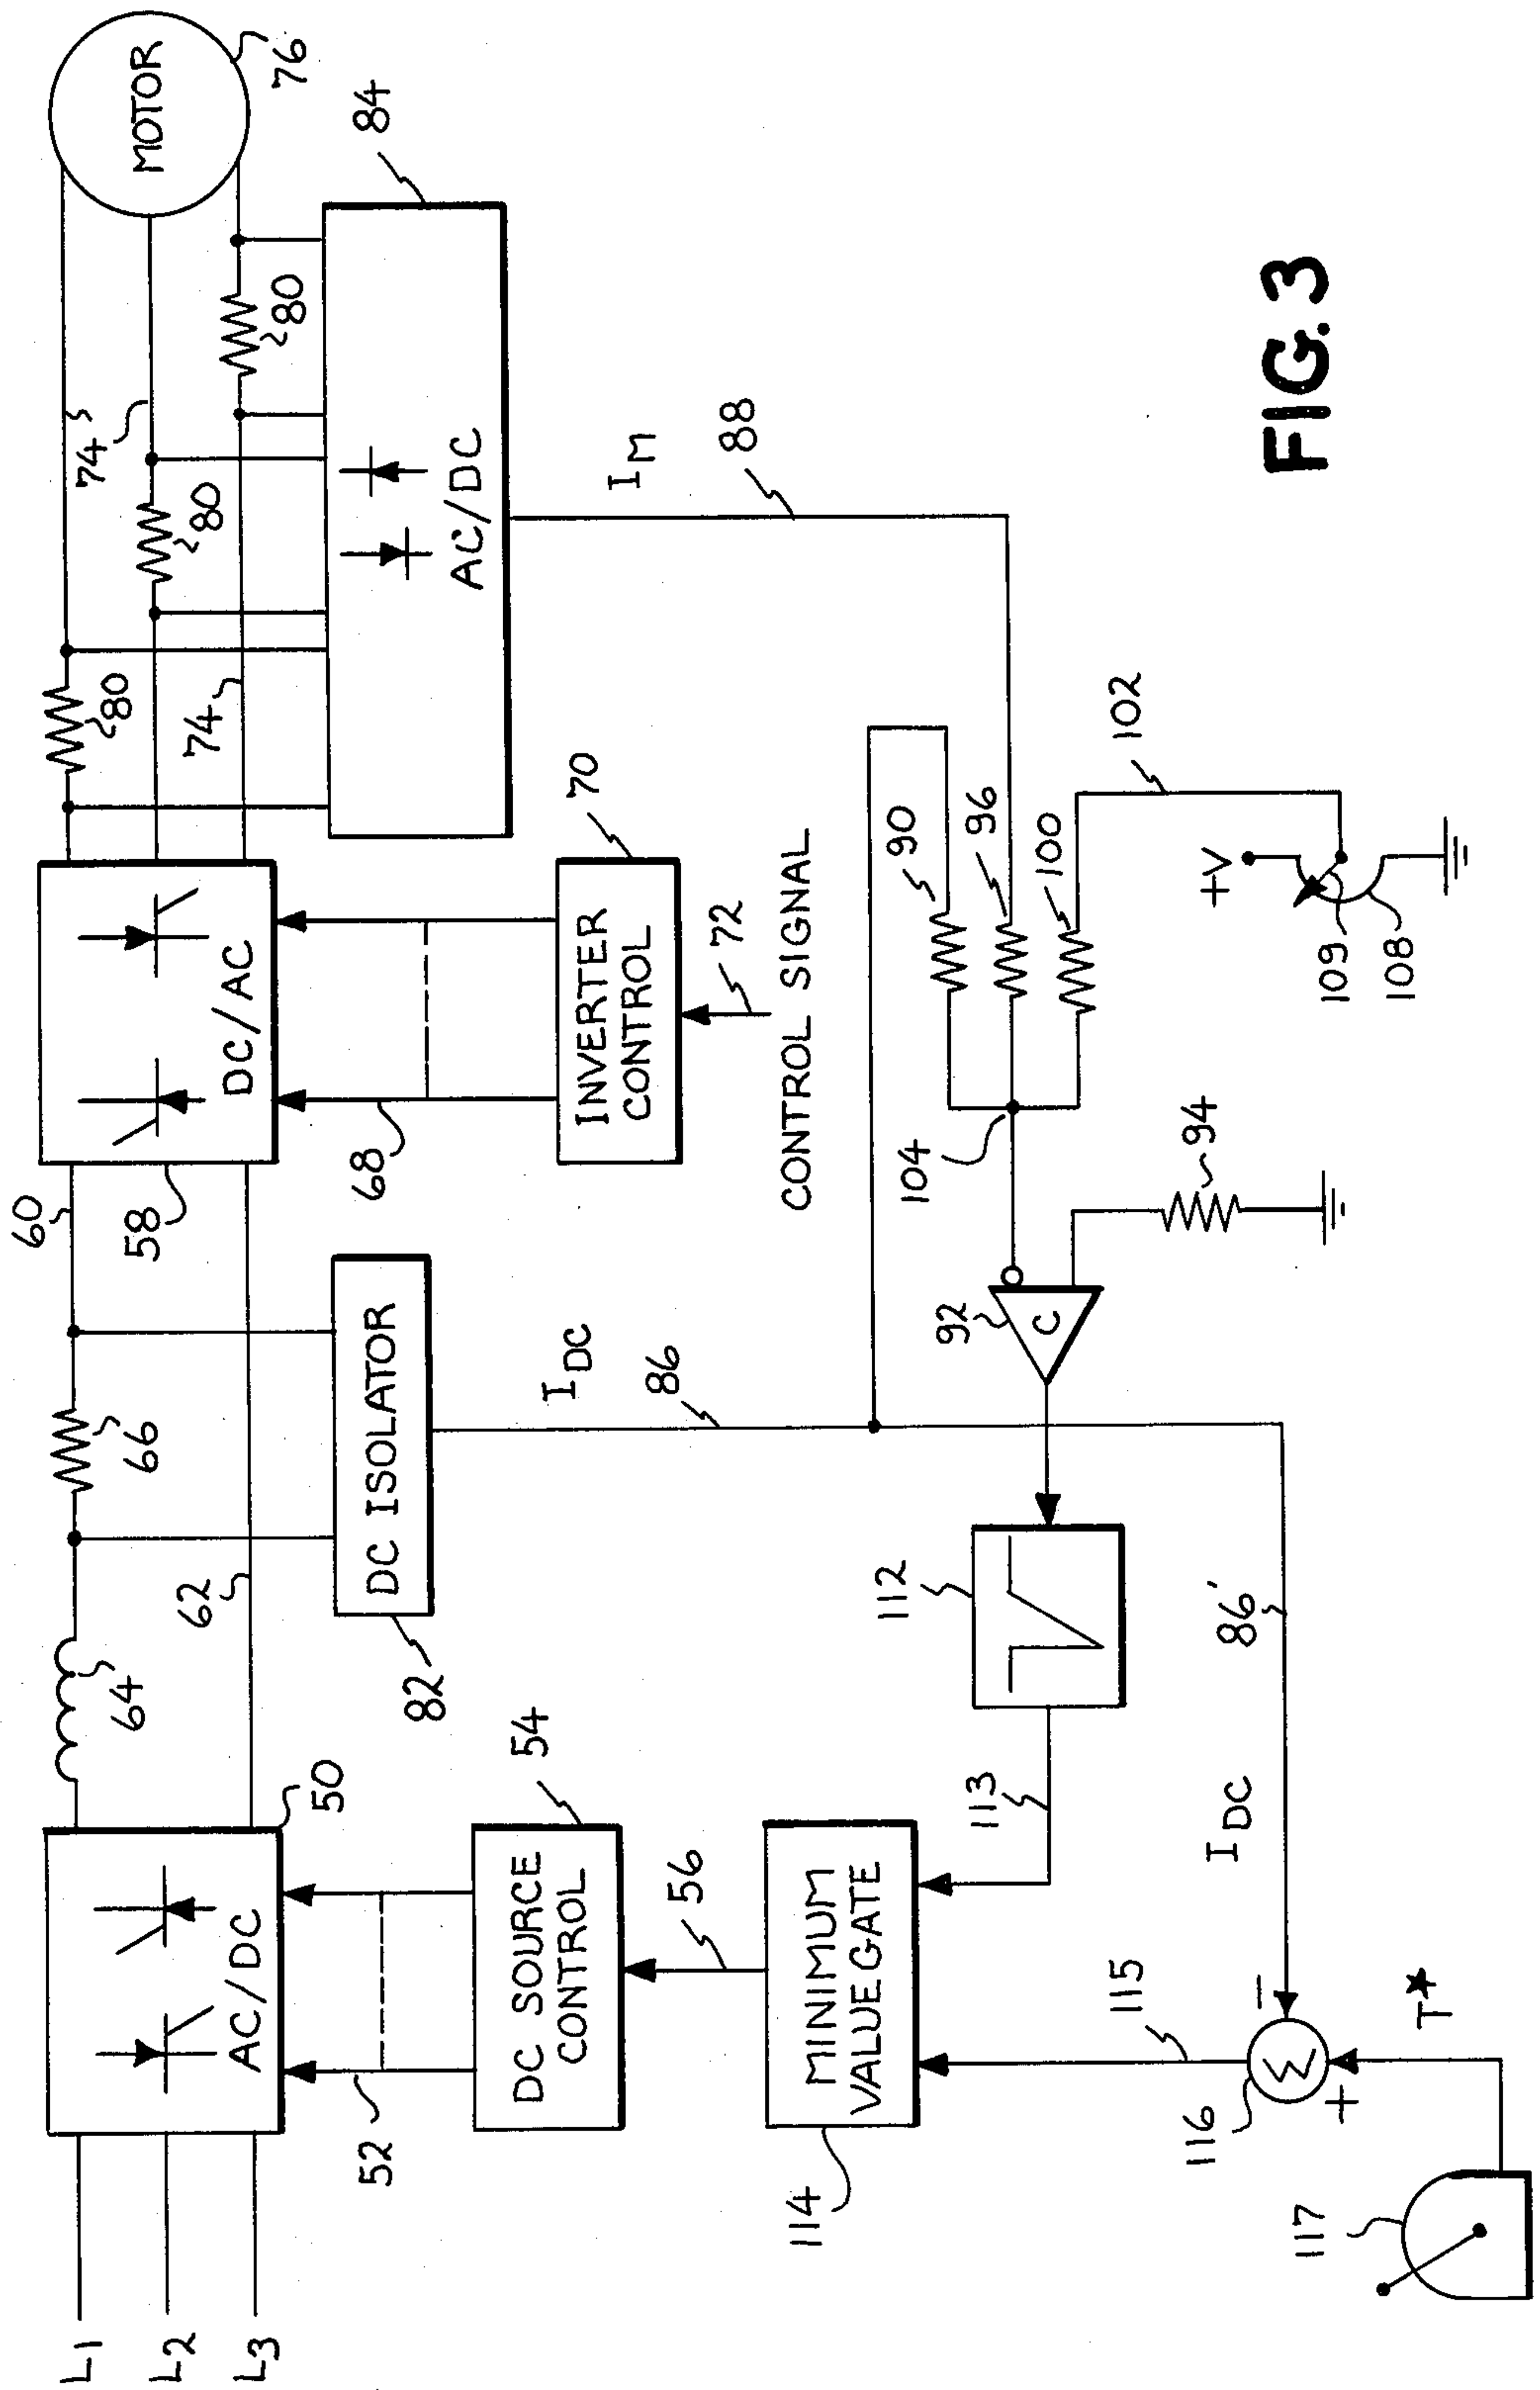 L1
L2
L3
AC/DC
50
52
DC SOURCE
CONTROL
54
56
MINIMUM
VALUE GATE
114
113
115
116
Σ
+
−
T*
117
64
66
62
60
DC ISOLATOR
82
IDC
86
86'
IDC
112
92
C
94
104
90
96
100
102
+V
109
108
58
DC/AC
68
INVERTER
CONTROL
70
72
CONTROL SIGNAL
80
80
80
74
74
MOTOR
76
AC/DC
84
IM
88
FIG. 3